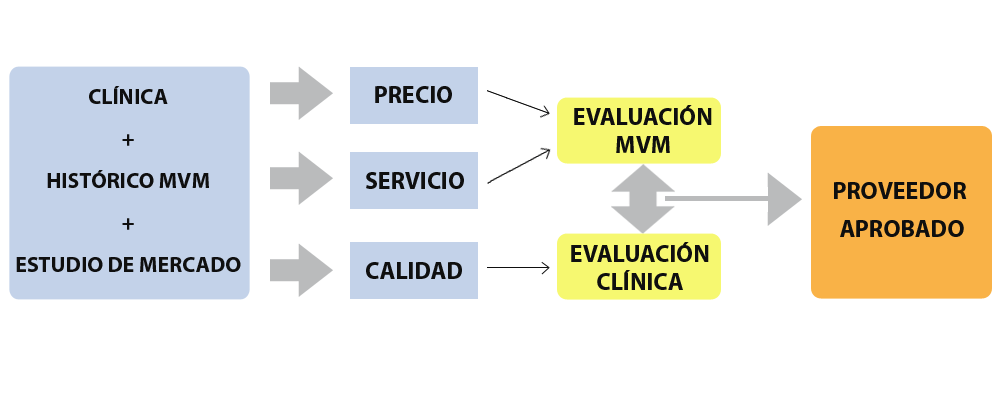 CLÍNICA
+
HISTÓRICO MVM
+
ESTUDIO DE MERCADO
PRECIO
SERVICIO
CALIDAD
EVALUACIÓN
MVM
EVALUACIÓN
CLÍNICA
PROVEEDOR
APROBADO